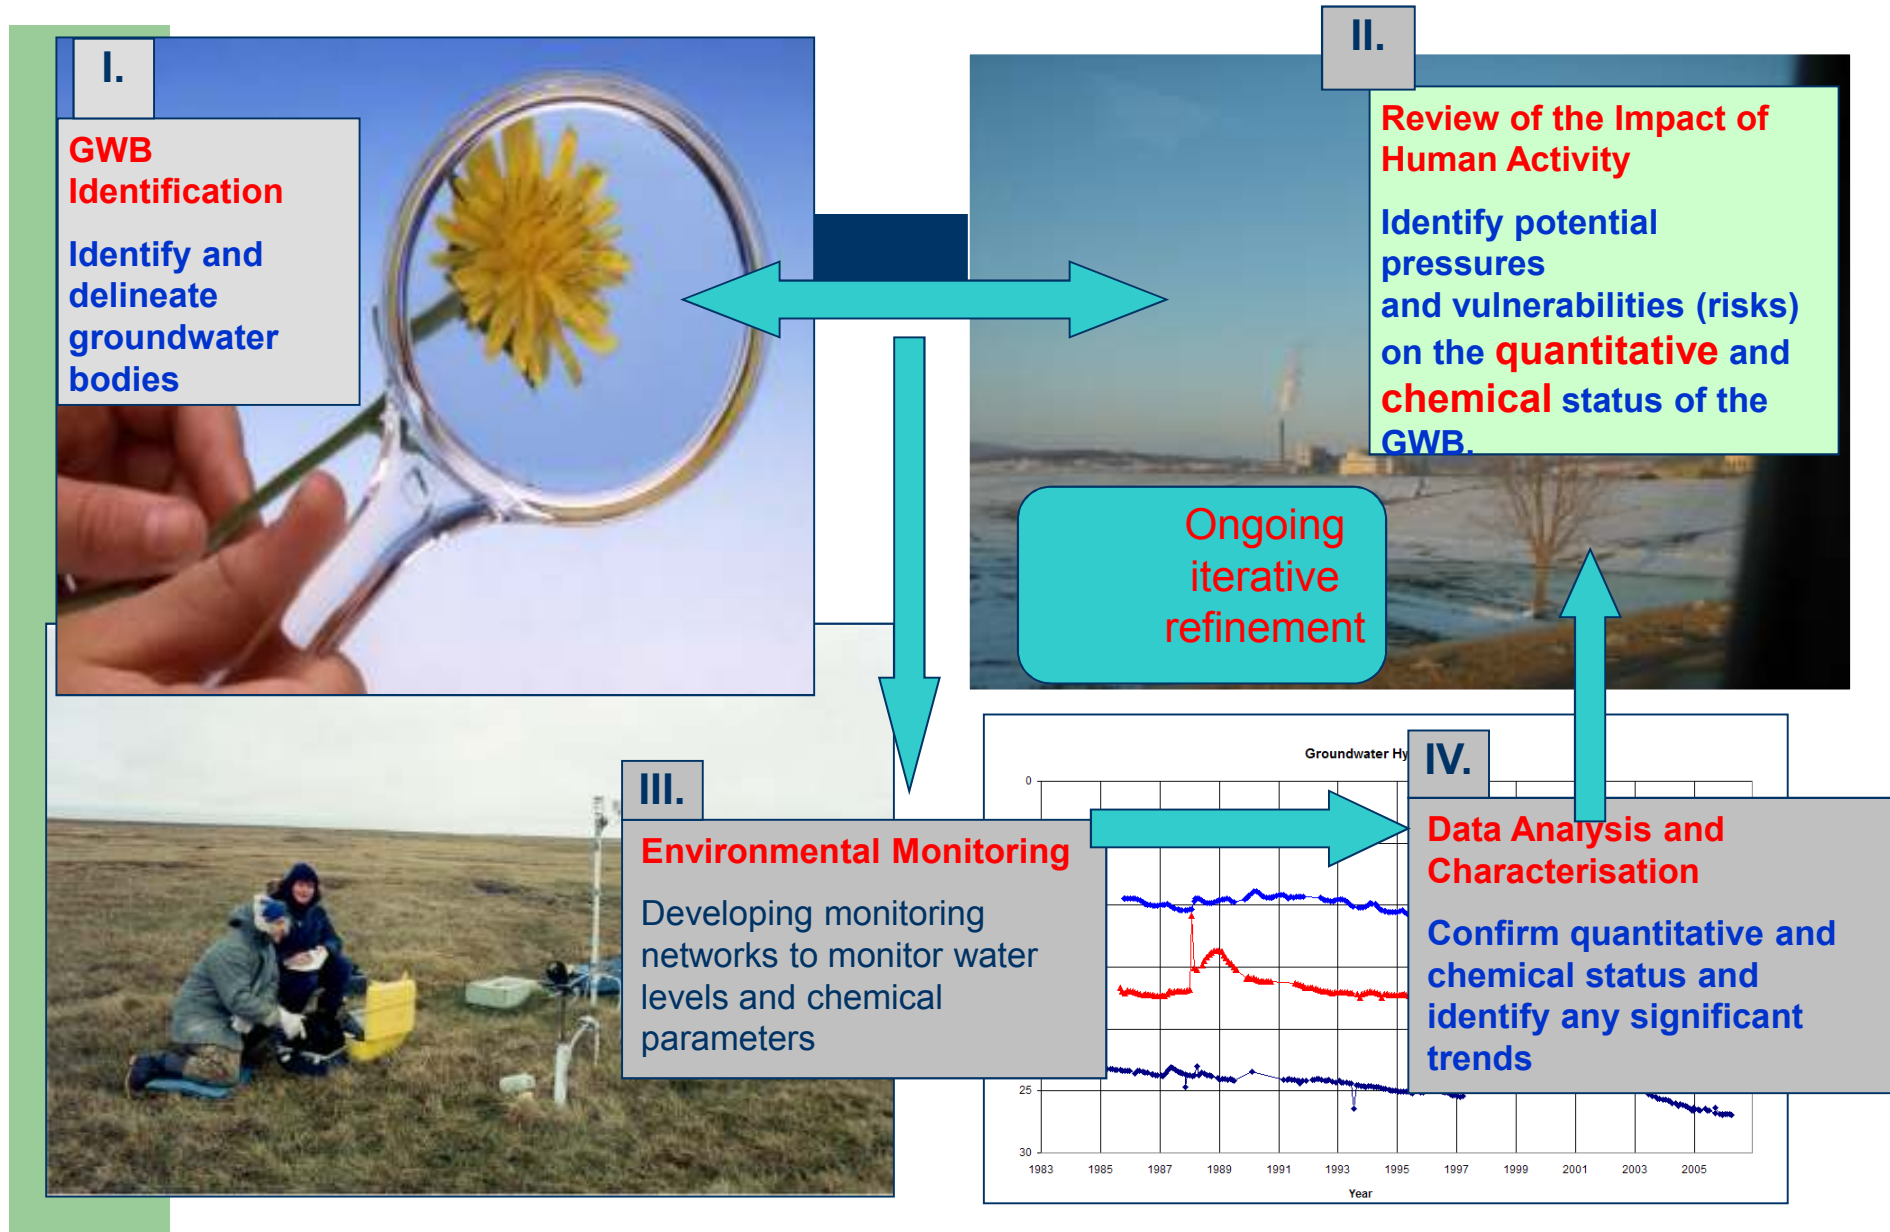 I.
GWB
Identification
Identify and
delineate
groundwater
bodies
II.
Review of the Impact of
Human Activity
Identify potential
pressures
and vulnerabilities (risks)
on the quantitative and
chemical status of the
GWB.
Ongoing
iterative
refinement
III.
Environmental Monitoring
Developing monitoring
networks to monitor water
levels and chemical
parameters
IV.
Data Analysis and
Characterisation
Confirm quantitative and
chemical status and
identify any significant
trends
Groundwater Hy
0
25
30
1983 1985 1987 1989 1991 1993 1995 1997 1999 2001 2003 2005
Year